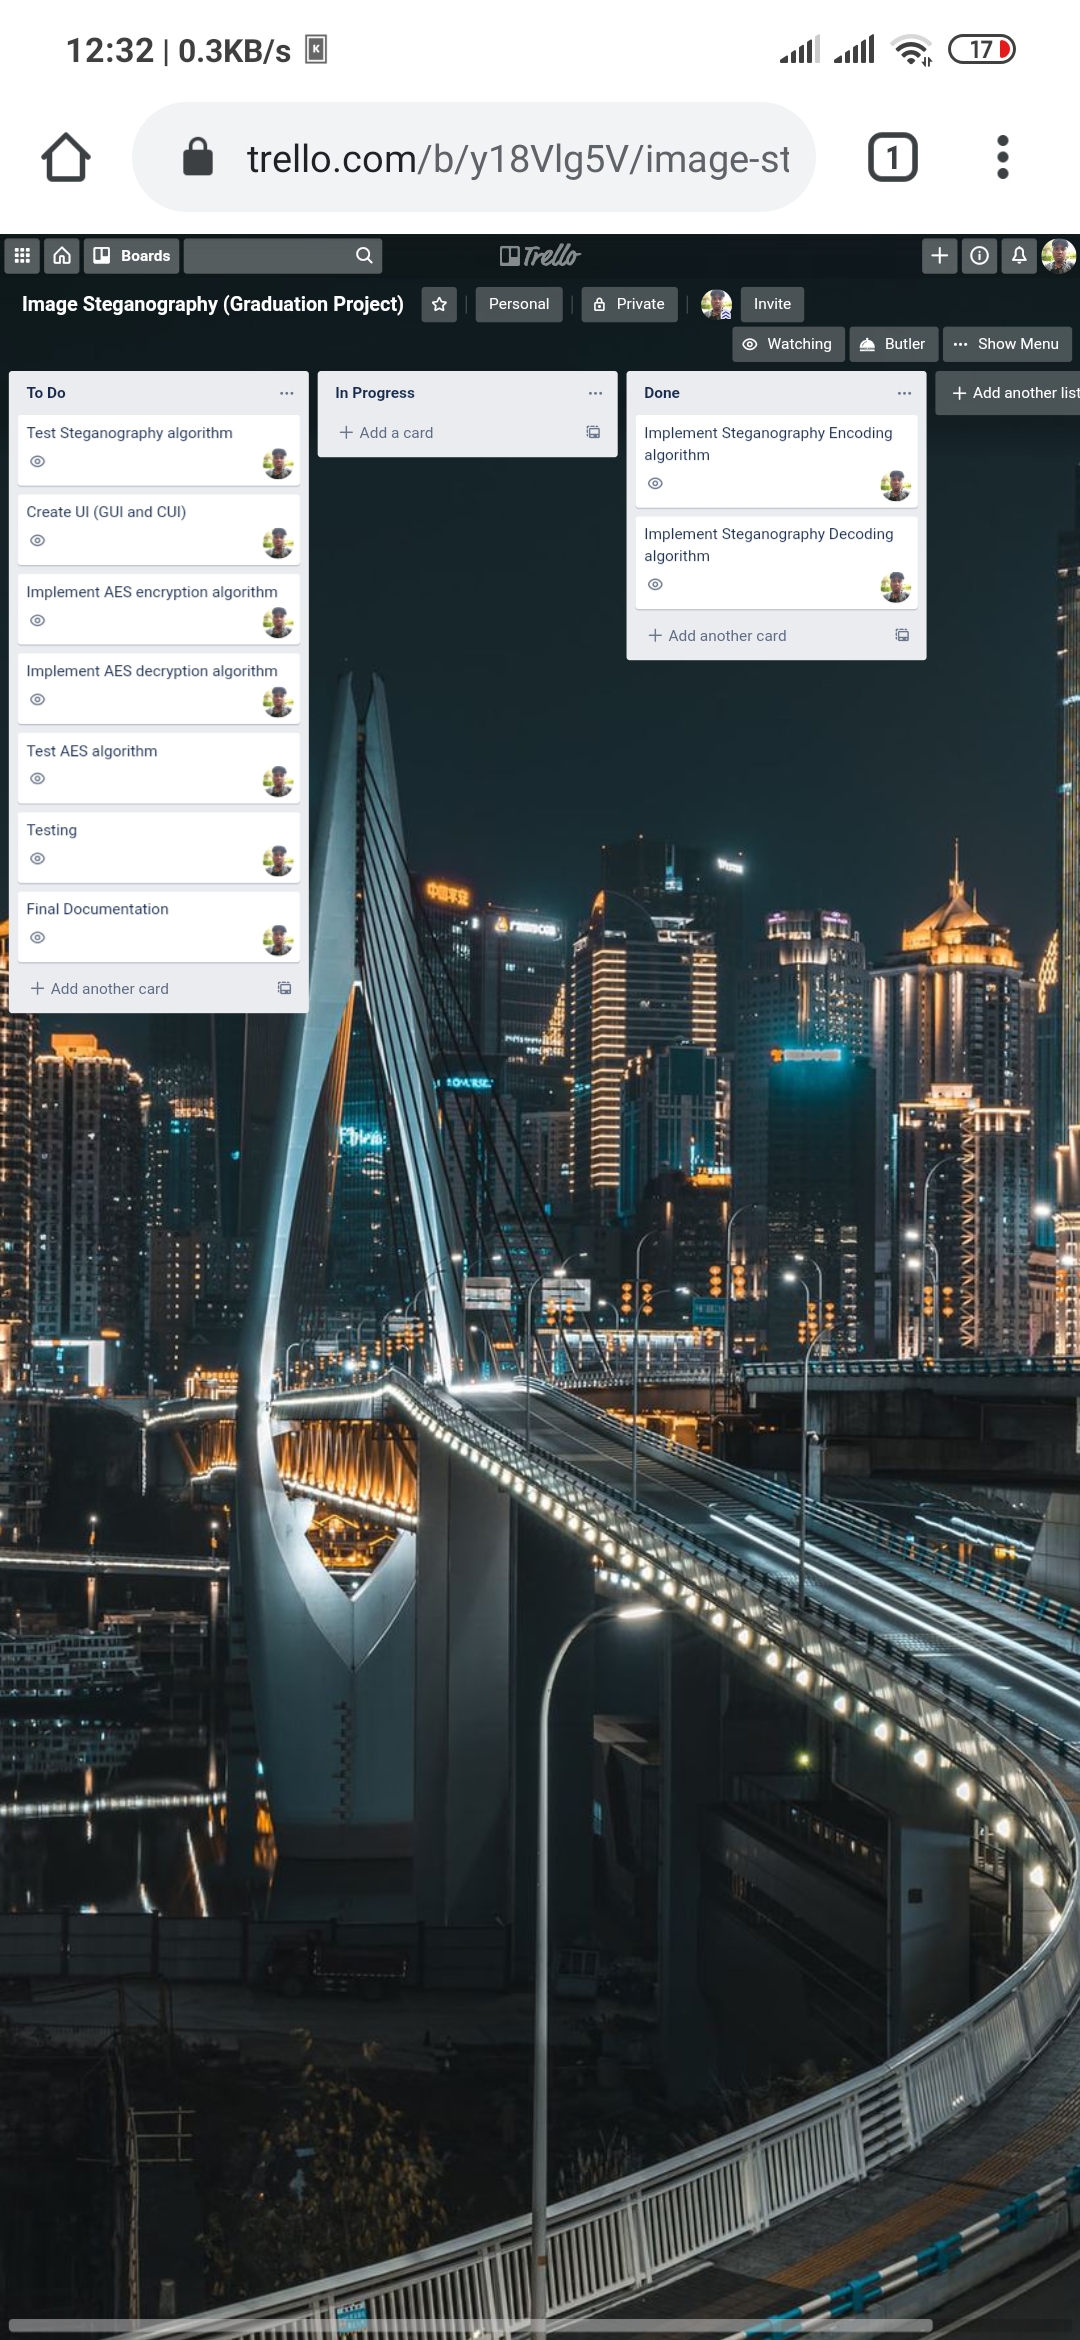 12:32 | 0.3KB/s
K
17
trello.com/b/y18Vlg5V/image-st
1
Boards
Trello
Image Steganography (Graduation Project)
Personal
Private
Invite
Watching
Butler
Show Menu
To Do
Test Steganography algorithm
Create UI (GUI and CUI)
Implement AES encryption algorithm
Implement AES decryption algorithm
Test AES algorithm
Testing
Final Documentation
+ Add another card
In Progress
+ Add a card
Done
Implement Steganography Encoding
algorithm
Implement Steganography Decoding
algorithm
+ Add another card
+ Add another list